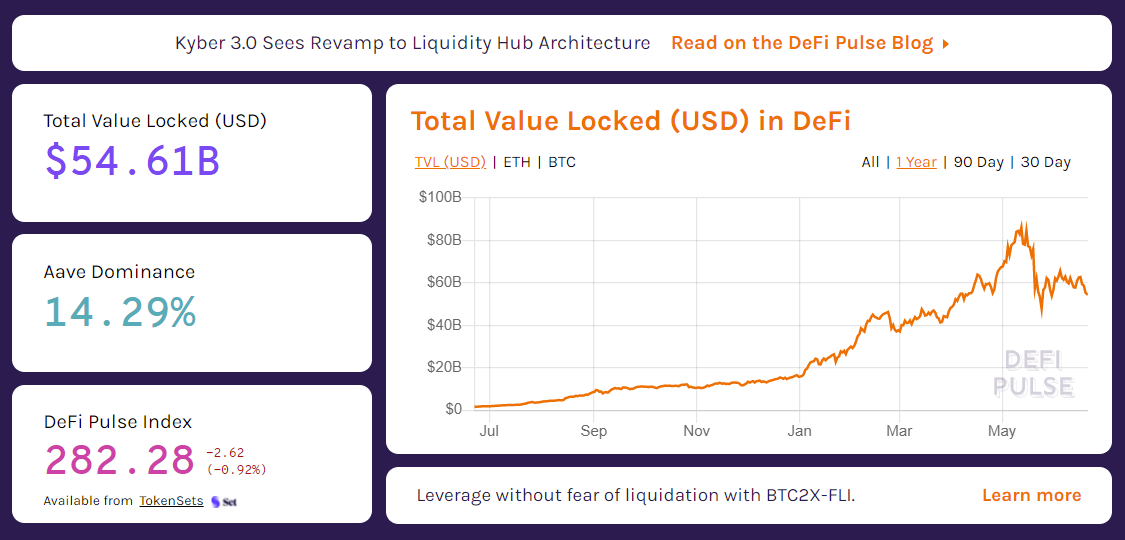 Kyber 3.0 Sees Revamp to Liquidity Hub Architecture Read on the DeFi Pulse Blog
Total Value Locked (USD)
$54.61B
Aave Dominance
14.29%
DeFi Pulse Index
282.28
-2.62
(-0.92%)
Available from TokenSets Set
Total Value Locked (USD) in DeFi
TVL (USD) | ETH | BTC
All | 1 Year | 90 Day | 30 Day
$100B
$80B
$60B
$40B
$20B
$0
Jul Sep Nov Jan Mar May
DEFI
PULSE
Leverage without fear of liquidation with BTC2X-FLI. Learn more